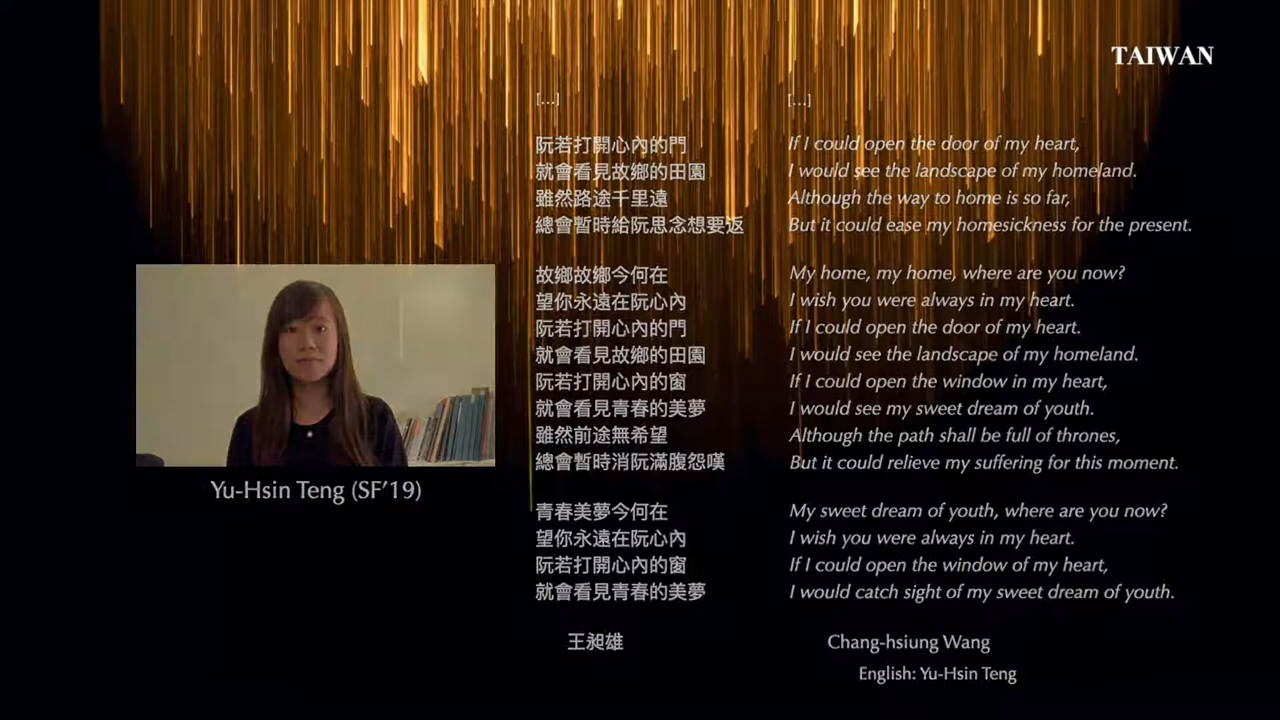 TAIWAN
[...]
阮若打開心內的門
就會看見故鄉的田園
雖然路途千里遠
總會暫時給阮思念想要返
故鄉故鄉今何在
望你永遠在阮心內
阮若打開心內的門
就會看見故鄉的田園
阮若打開心內的窗
就會看見青春的美夢
雖然前途無希望
總會暫時消阮滿腹怨嘆
青春美夢今何在
望你永遠在阮心內
阮若打開心內的窗
就會看見青春的美夢
王昶雄
[...]
If I could open the door of my heart,
I would see the landscape of my homeland.
Although the way to home is so far,
But it could ease my homesickness for the present.
My home, my home, where are you now?
I wish you were always in my heart.
If I could open the door of my heart.
I would see the landscape of my homeland.
If I could open the window in my heart,
I would see my sweet dream of youth.
Although the path shall be full of thrones,
But it could relieve my suffering for this moment.
My sweet dream of youth, where are you now?
I wish you were always in my heart.
If I could open the window of my heart,
I would catch sight of my sweet dream of youth.
Chang-hsiung Wang
English: Yu-Hsin Teng
Yu-Hsin Teng (SF'19)